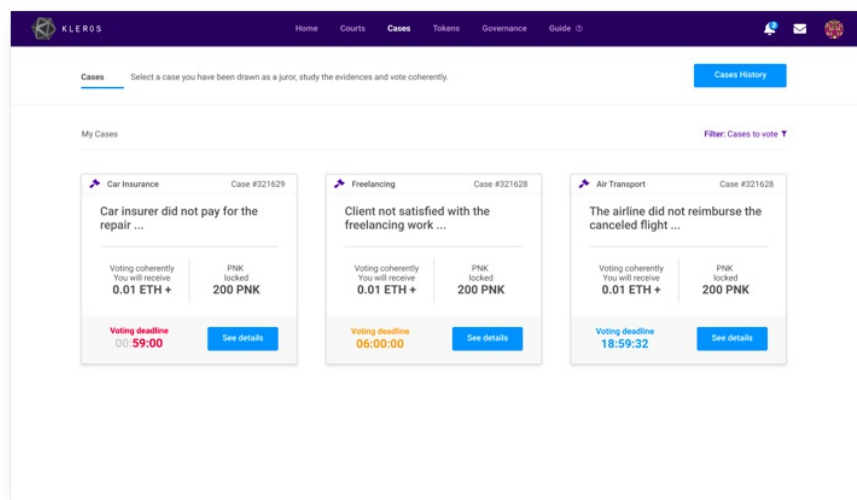 KLEROS Home Courts Cases Tokens Governance Guide ? 3
Cases Select a case you have been drawn as a juror, study the evidences and vote coherently. Cases History
My Cases Filter: Cases to vote
Car Insurance Case #321629
Car insurer did not pay for the
repair ...
Voting coherently
You will receive
0.01 ETH +
PNK
locked
200 PNK
Voting deadline
00:59:00
See details
Freelancing Case #321628
Client not satisfied with the
freelancing work ...
Voting coherently
You will receive
0.01 ETH +
PNK
locked
200 PNK
Voting deadline
06:00:00
See details
Air Transport Case #321628
The airline did not reimburse the
canceled flight ...
Voting coherently
You will receive
0.01 ETH +
PNK
locked
200 PNK
Voting deadline
18:59:32
See details